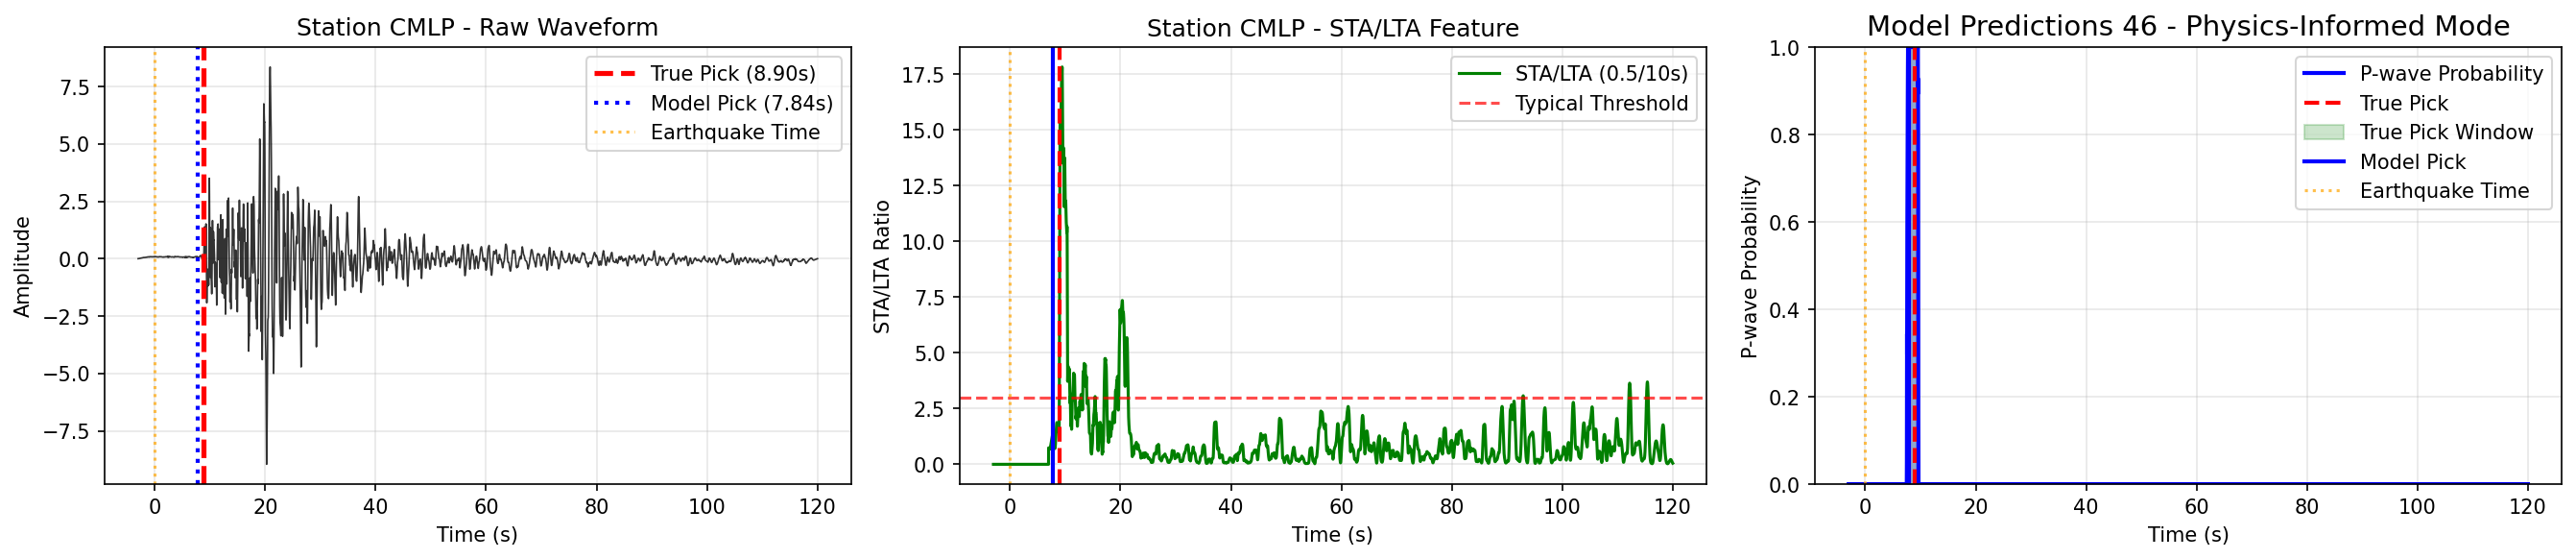 Station CMLP - Raw Waveform
Amplitude
7.5
5.0
2.5
0.0
−2.5
−5.0
−7.5
True Pick (8.90s)
Model Pick (7.84s)
Earthquake Time
0 20 40 60 80 100 120
Time (s)
Station CMLP - STA/LTA Feature
STA/LTA Ratio
17.5
15.0
12.5
10.0
7.5
5.0
2.5
0.0
STA/LTA (0.5/10s)
Typical Threshold
0 20 40 60 80 100 120
Time (s)
Model Predictions 46 - Physics-Informed Mode
P-wave Probability
1.0
0.8
0.6
0.4
0.2
0.0
P-wave Probability
True Pick
True Pick Window
Model Pick
Earthquake Time
0 20 40 60 80 100 120
Time (s)